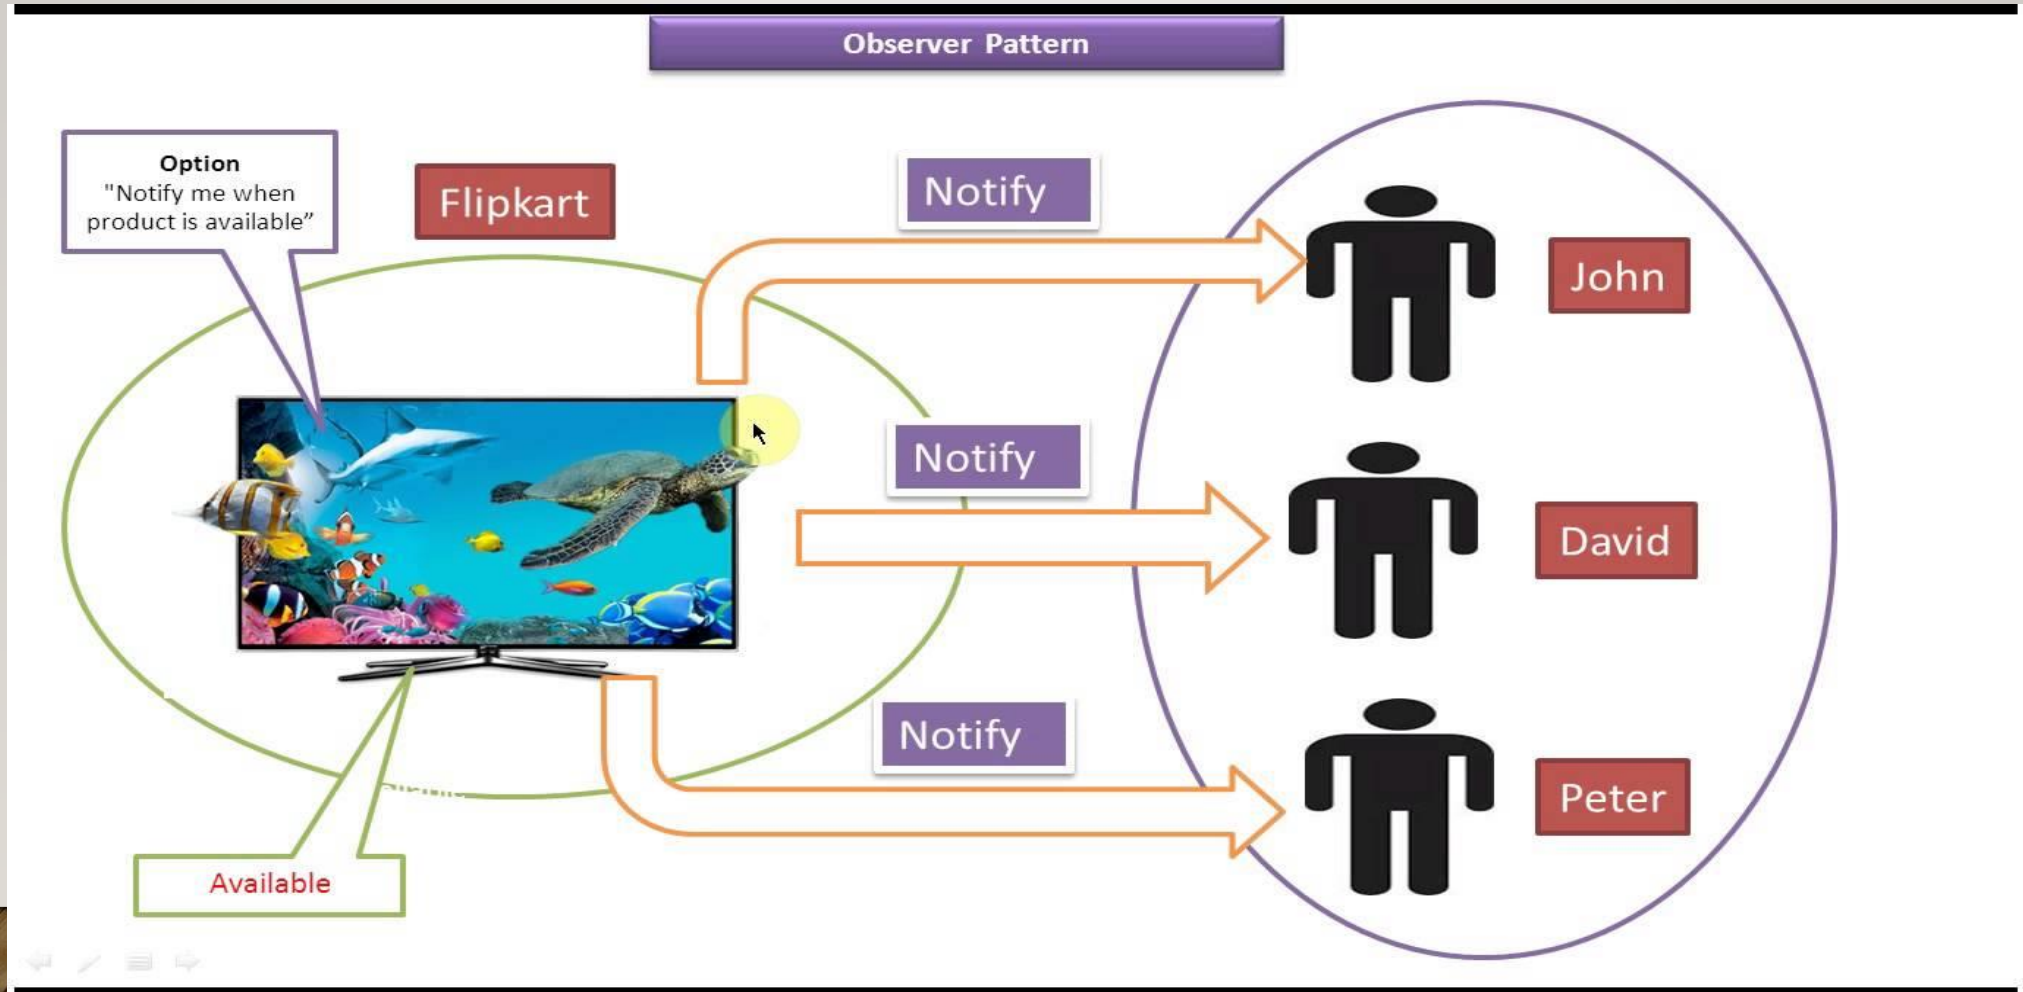 Observer Pattern
Option
"Notify me when
product is available”
Flipkart
Notify
John
Notify
David
Notify
Peter
Available